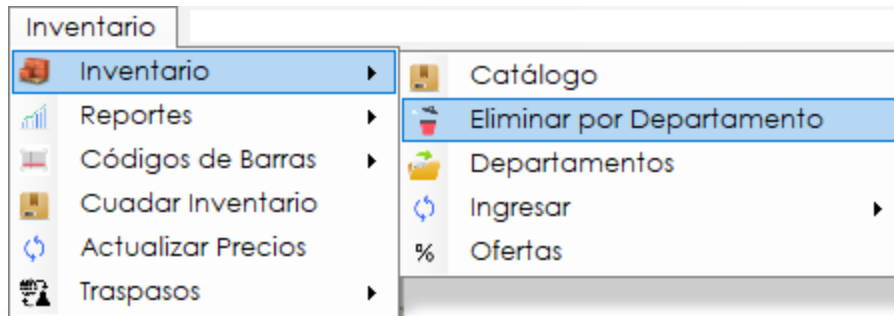 Inventario
Inventario
Reportes
Códigos de Barras
Cuadar Inventario
Actualizar Precios
Traspasos
Catálogo
Eliminar por Departamento
Departamentos
Ingresar
% Ofertas